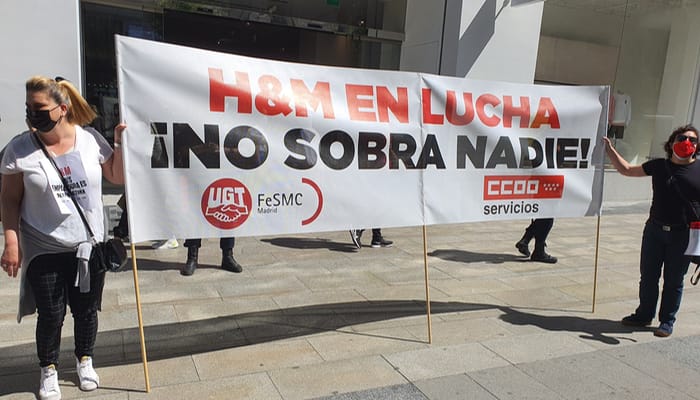 H&M EN LUCHA
¡NO SOBRA NADIE!
UGT
FeSMC
Madrid
CCOO
servicios